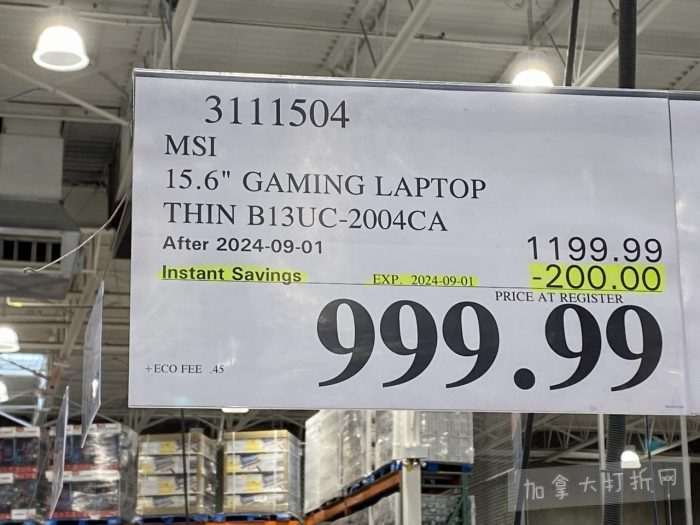 3111504
MSI
15.6" GAMING LAPTOP
THIN B13UC-2004CA
After 2024-09-01 1199.99
Instant Savings EXP. 2024-09-01 -200.00
PRICE AT REGISTER
999.99
+ECO FEE .45
加拿大打折网